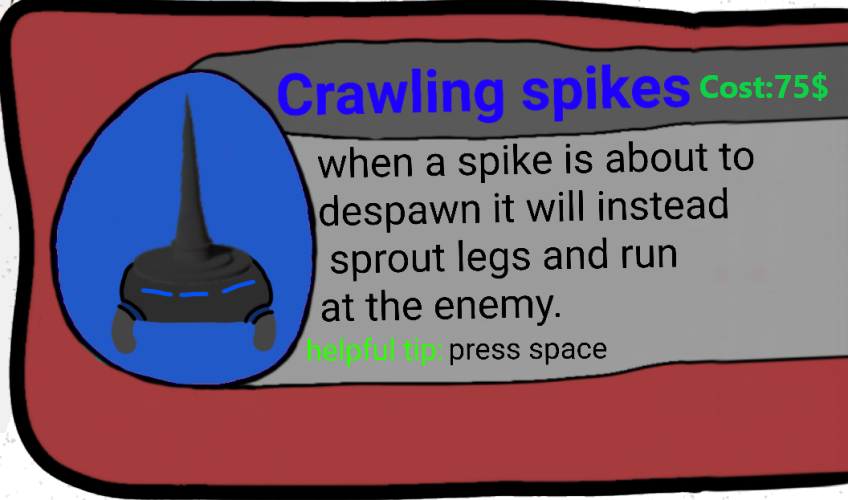 Crawling spikes Cost:75$
when a spike is about to
despawn it will instead
sprout legs and run
at the enemy.
helpful tip: press space